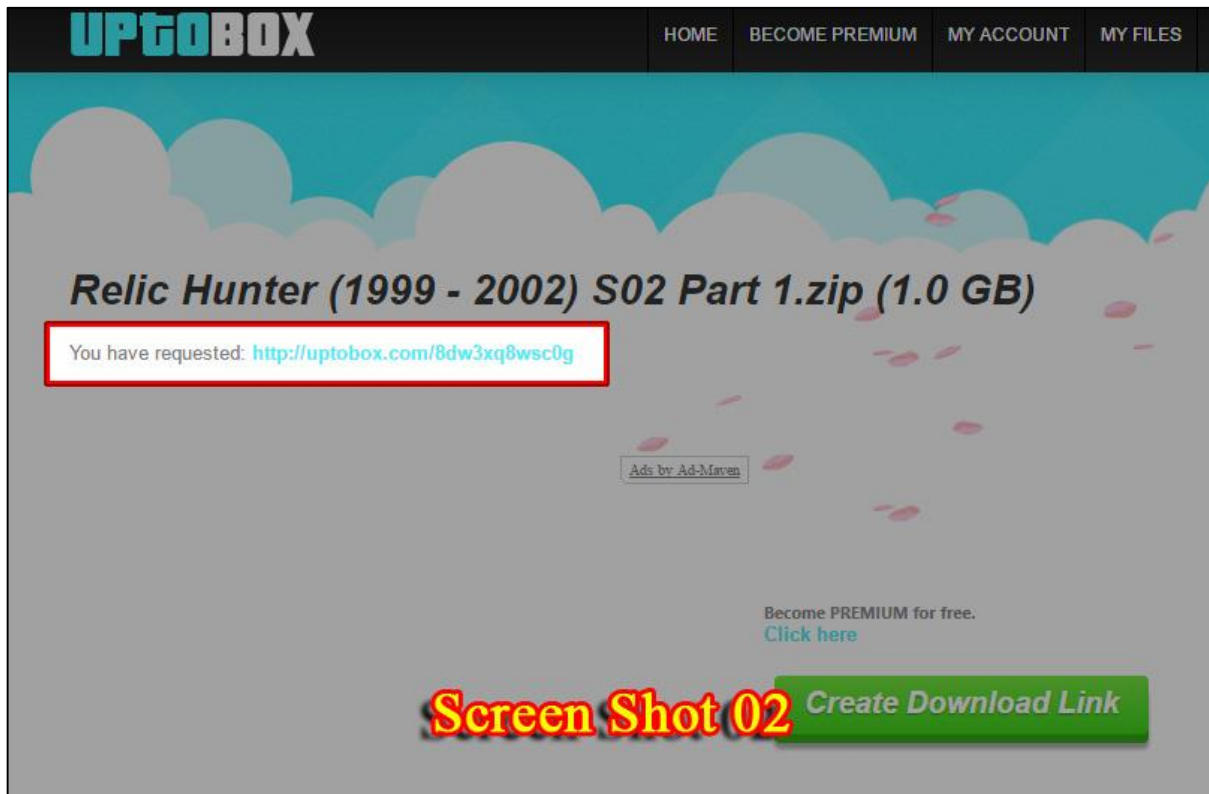 UPTOBOX
HOME BECOME PREMIUM MY ACCOUNT MY FILES
Relic Hunter (1999 - 2002) S02 Part 1.zip (1.0 GB)
You have requested: http://uptobox.com/8dw3xq8wsc0g
Ads by Ad-Maven
Become PREMIUM for free.
Click here
Create Download Link
Screen Shot 02